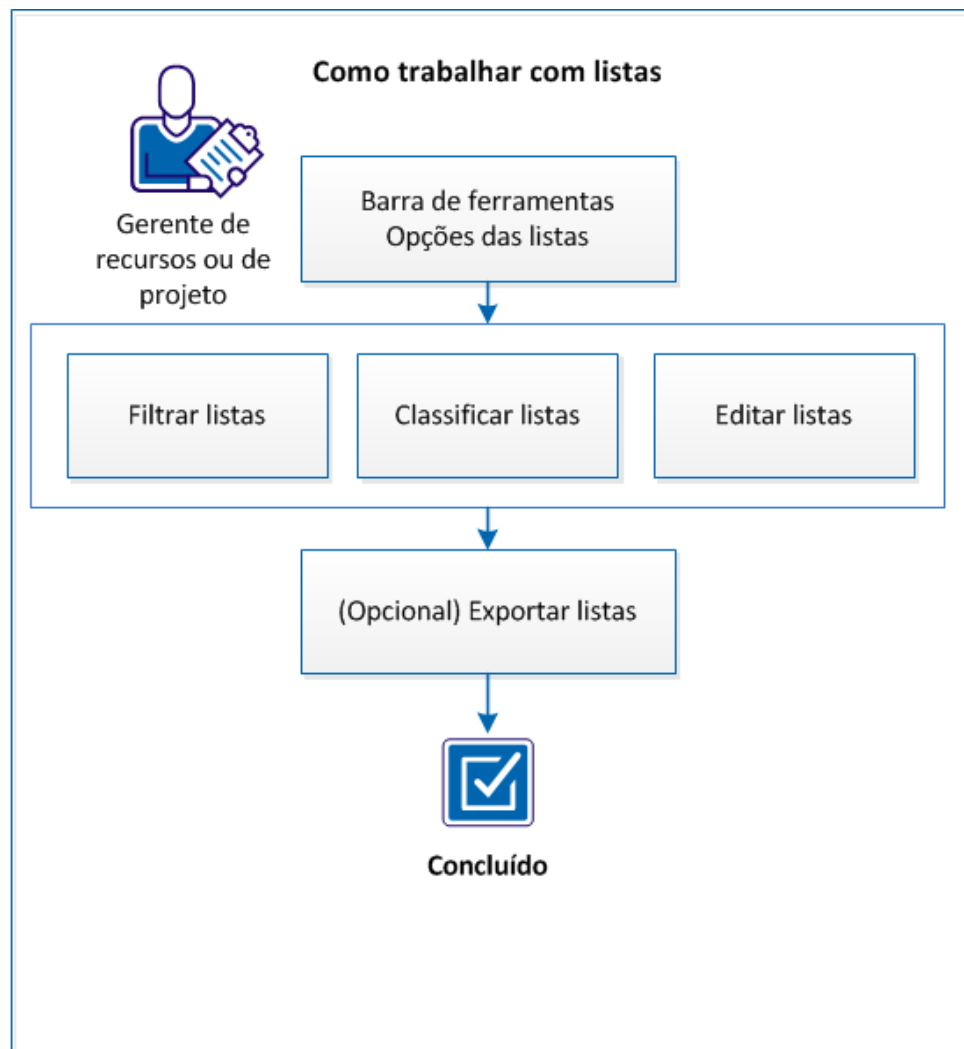 Como trabalhar com listas
Gerente de
recursos ou de
projeto
Barra de ferramentas
Opções das listas
Filtrar listas
Classificar listas
Editar listas
(Opcional) Exportar listas
Concluído